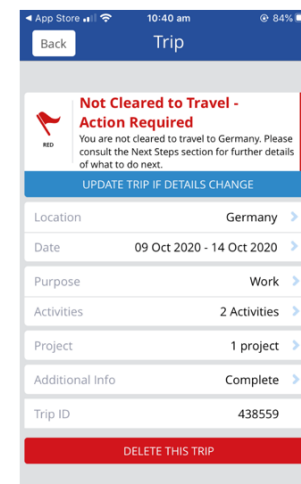 ◀ App Store 10:40 am 84%
Back Trip
Not Cleared to Travel -
Action Required
RED
You are not cleared to travel to Germany. Please
consult the Next Steps section for further details
of what to do next.
UPDATE TRIP IF DETAILS CHANGE
Location Germany
Date 09 Oct 2020 - 14 Oct 2020
Purpose Work
Activities 2 Activities
Project 1 project
Additional Info Complete
Trip ID 438559
DELETE THIS TRIP